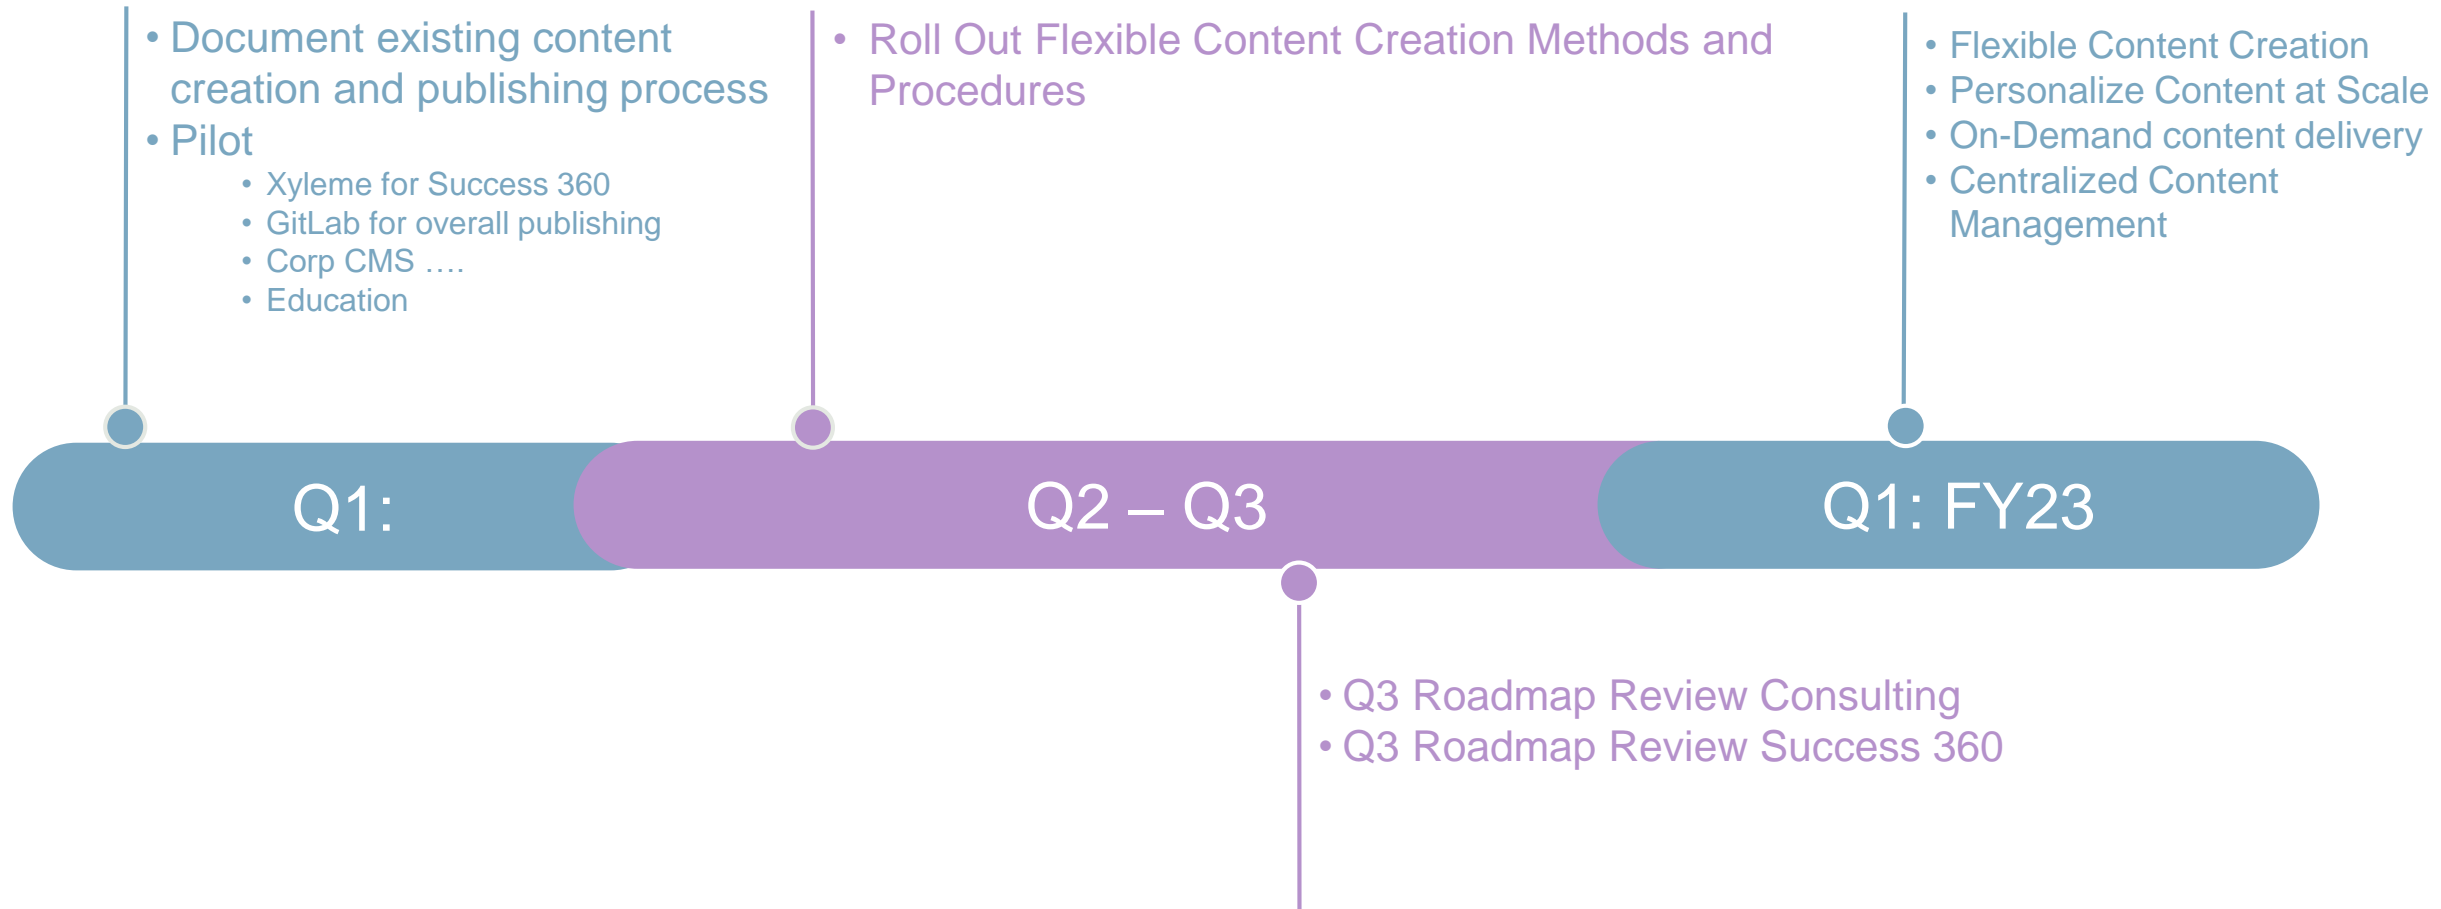 • Document existing content
creation and publishing process
• Pilot
• Xyleme for Success 360
• GitLab for overall publishing
• Corp CMS ….
• Education
• Roll Out Flexible Content Creation Methods and
Procedures
• Flexible Content Creation
• Personalize Content at Scale
• On-Demand content delivery
• Centralized Content
Management
Q1:
Q2 – Q3
Q1: FY23
• Q3 Roadmap Review Consulting
• Q3 Roadmap Review Success 360